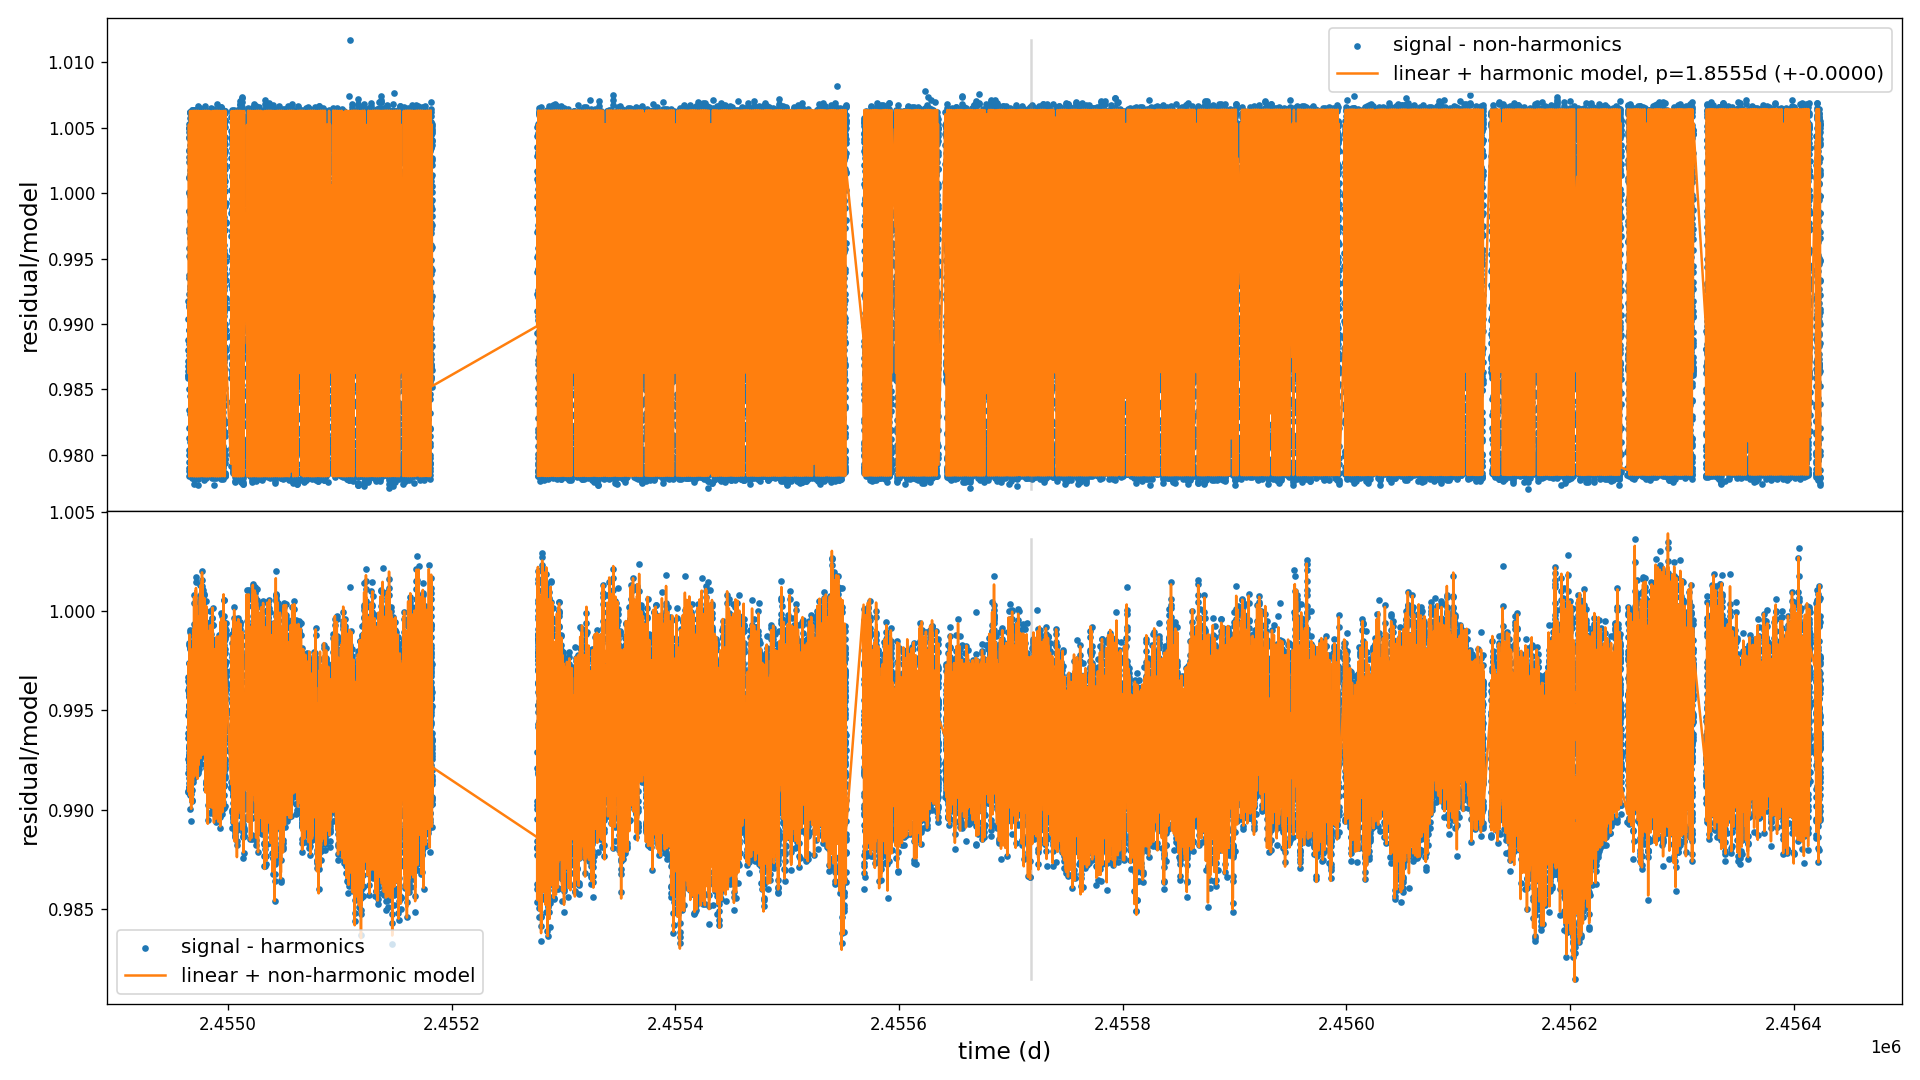 signal - non-harmonics
linear + harmonic model, p=1.8555d (+-0.0000)
1.010
1.005
1.000
0.995
0.990
0.985
0.980
residual/model
1.005
1.000
0.995
0.990
0.985
residual/model
signal - harmonics
linear + non-harmonic model
2.4550 2.4552 2.4554 2.4556 2.4558 2.4560 2.4562 2.4564
time (d)
1e6